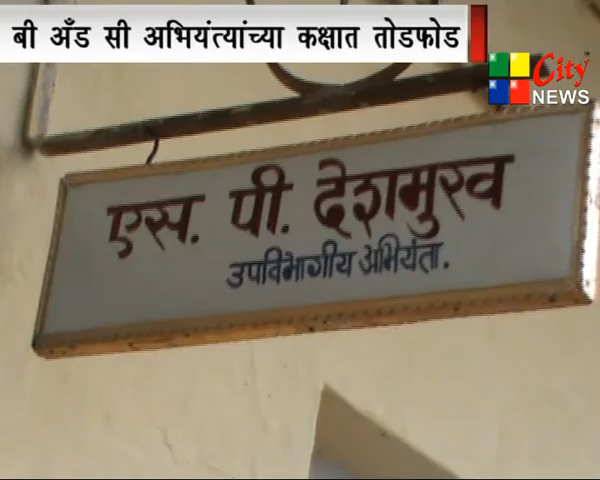 बी अँड सी अभियंत्यांच्या कक्षात तोडफोड
City
NEWS
एस. पी. देशमुख
उपविभागीय अभियंता.